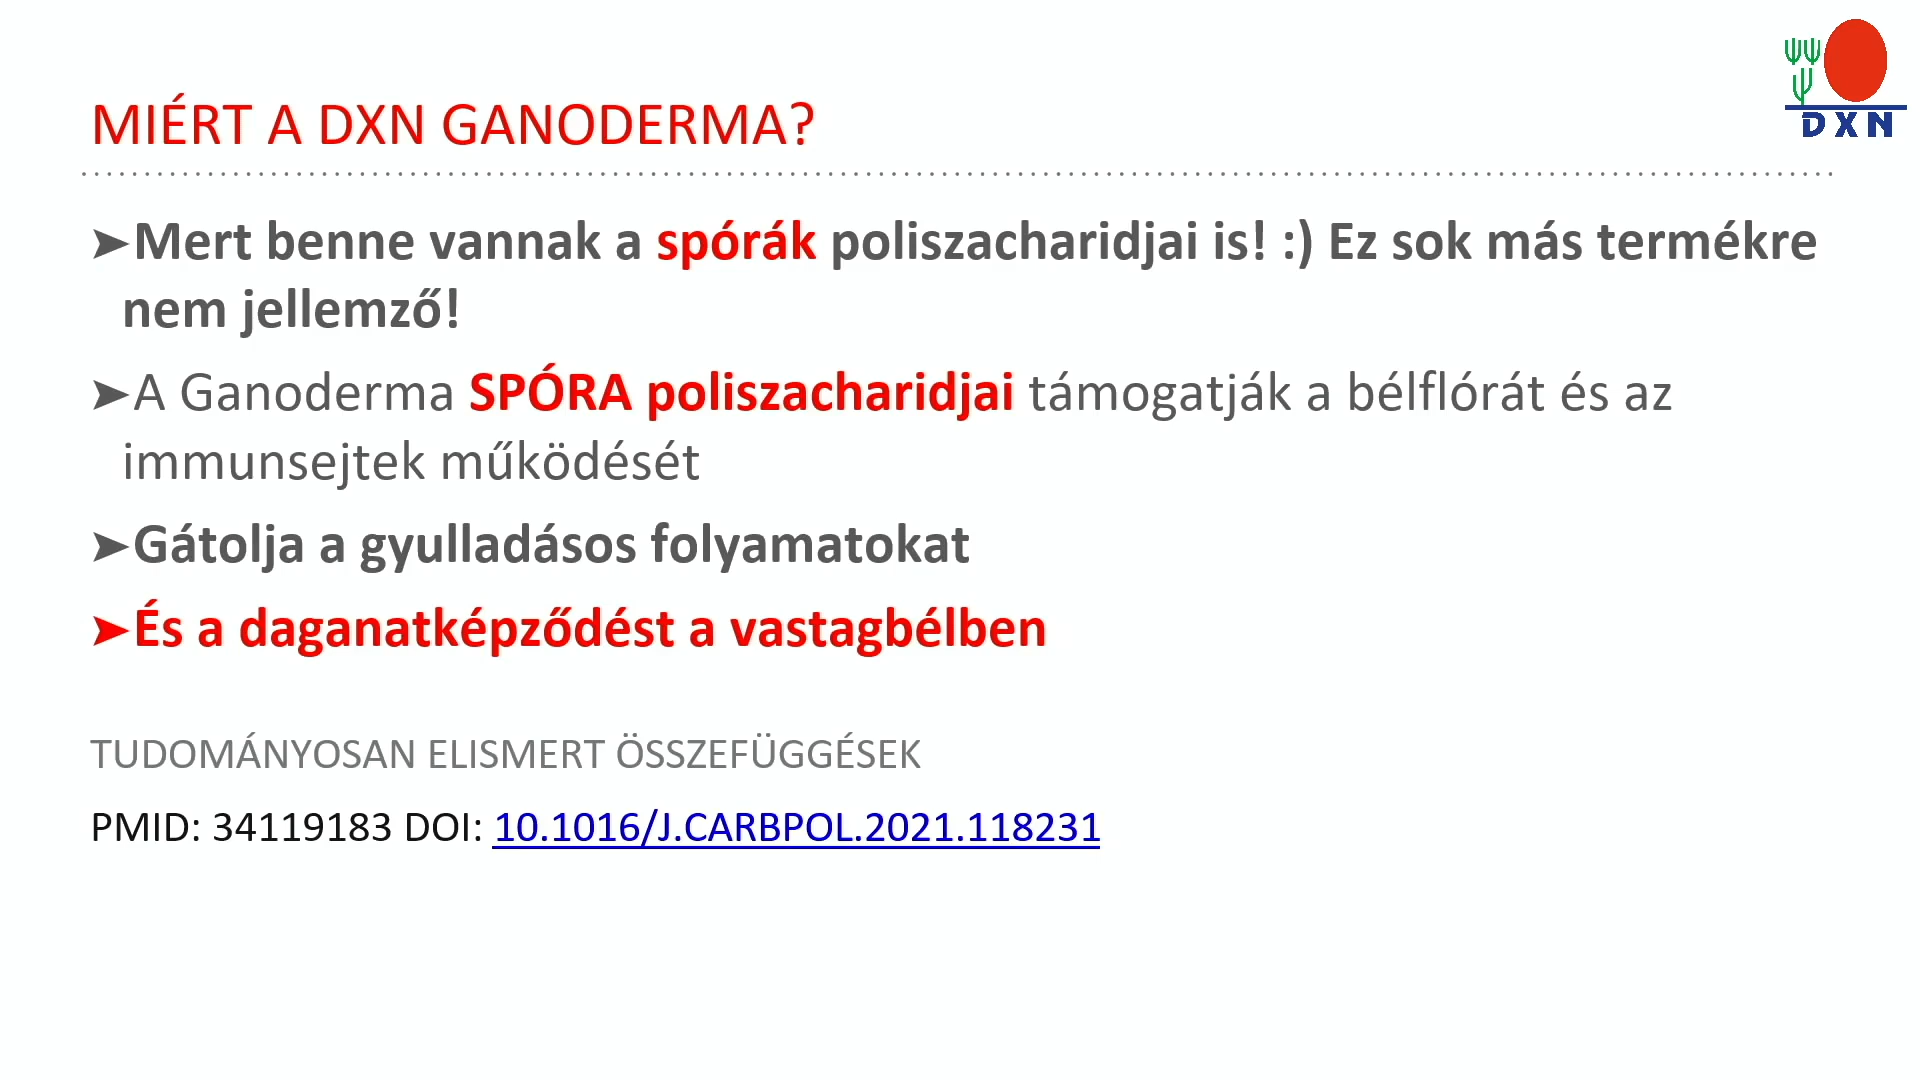 DXN
MIÉRT A DXN GANODERMA?
➤Mert benne vannak a spórák poliszacharidjai is! :) Ez sok más termékre
nem jellemző!
➤A Ganoderma SPÓRA poliszacharidjai támogatják a bélflórát és az
immunsejtek működését
➤Gátolja a gyulladásos folyamatokat
➤És a daganatképződést a vastagbélben
TUDOMÁNYOSAN ELISMERT ÖSSZEFÜGGÉSEK
PMID: 34119183 DOI: 10.1016/J.CARBPOL.2021.118231